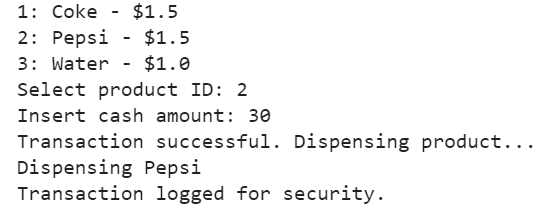 1: Coke - $1.5
2: Pepsi - $1.5
3: Water - $1.0
Select product ID: 2
Insert cash amount: 30
Transaction successful. Dispensing product...
Dispensing Pepsi
Transaction logged for security.